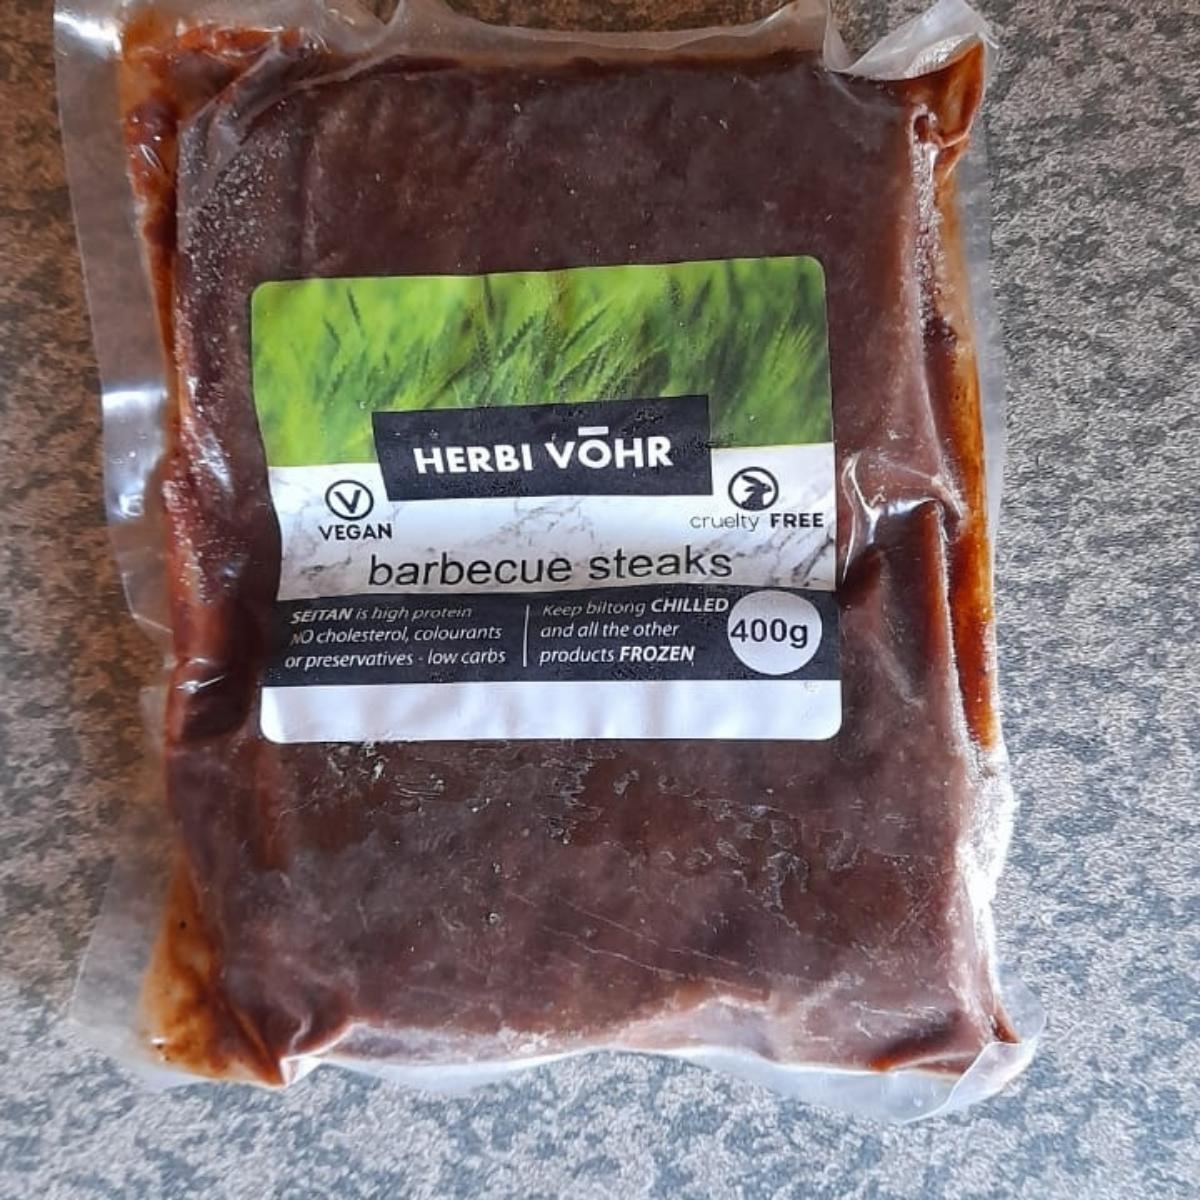 HERBI VŌHR
V
VEGAN
cruelty FREE
barbecue steaks
SEITAN is high protein
NO cholesterol, colourants
or preservatives - low carbs
Keep biltong CHILLED
and all the other
products FROZEN
400g